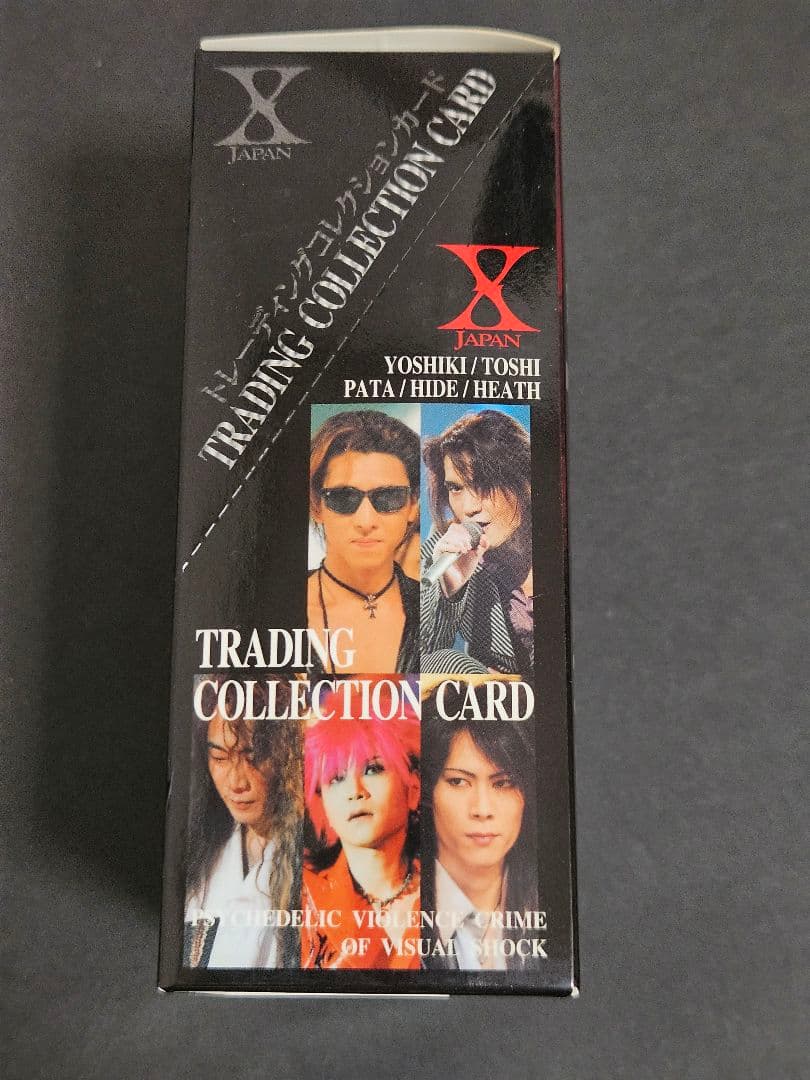 X
JAPAN
トレーディングコレクションカード
TRADING COLLECTION CARD
X
JAPAN
YOSHIKI / TOSHI
PATA / HIDE / HEATH
TRADING
COLLECTION CARD
PSYCHEDELIC VIOLENCE CRIME
OF VISUAL SHOCK